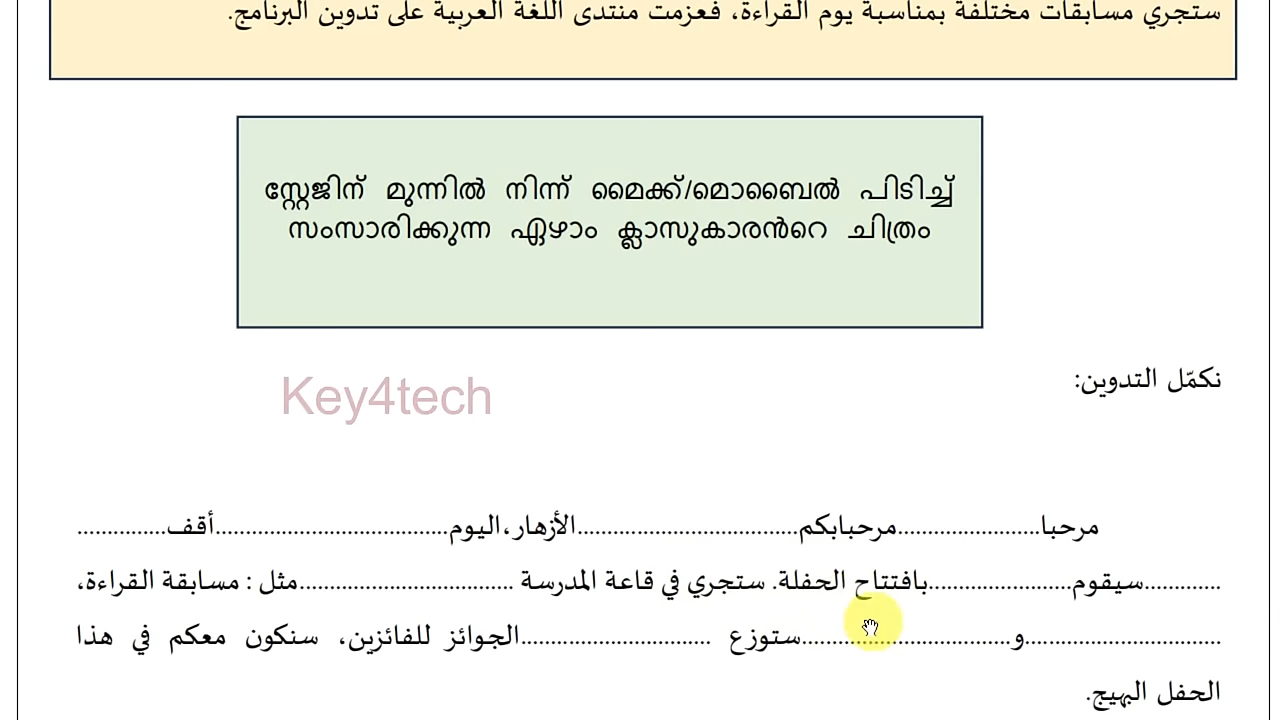 ستجري مسابقات مختلفة بمناسبة يوم القراءة، فعزمت منتدى اللغة العربية على تدوين البرنامج.
സ്റ്റേജിന് മുന്നിൽ നിന്ന് മൈക്ക്/മൊബൈൽ പിടിച്ച്
സംസാരിക്കുന്ന ഏഴാം ക്ലാസുകാരൻറെ ചിത്രം
Key4tech
نكمّل التدوين:
مرحبا........................مرحبابكم.....................................الأزهار،اليوم.......................................أقف...............
.............سيقوم........................بافتتاح الحفلة. ستجري في قاعة المدرسة ....................................مثل : مسابقة القراءة،
.................................و...................................ستوزع ................................الجوائز للفائزين، سنكون معكم في هذا
الحفل البهيج.